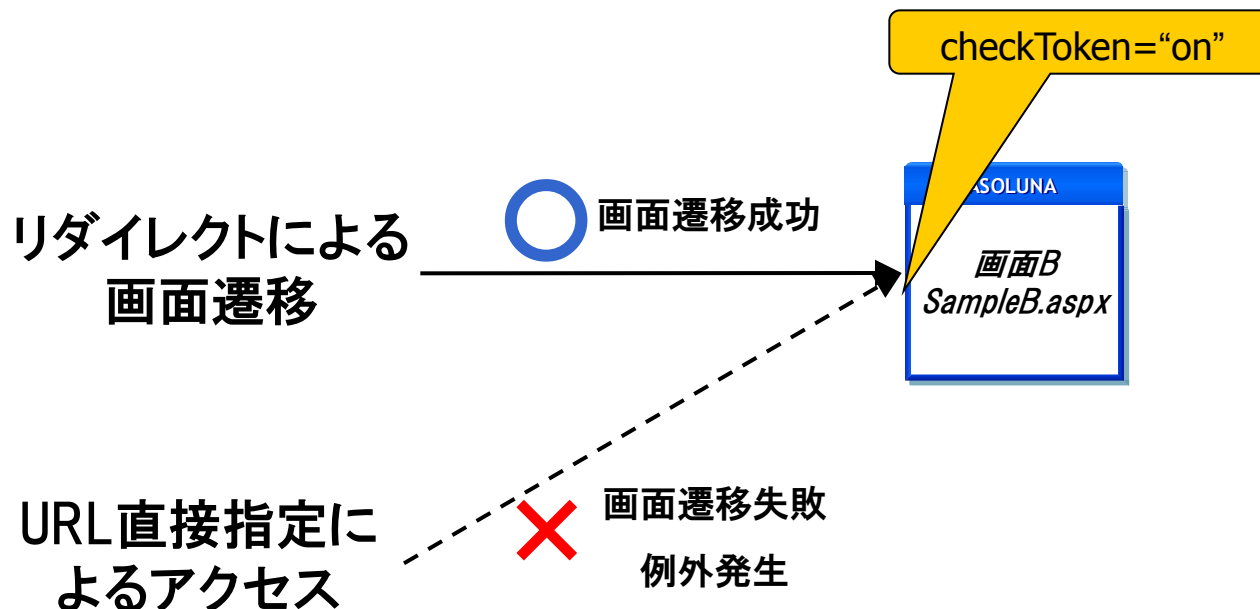 checkToken=“on”
ASOLUNA
画面遷移成功
リダイレクトによる
画面遷移
画面B
SampleB.aspx
画面遷移失敗
例外発生
URL直接指定に
よるアクセス